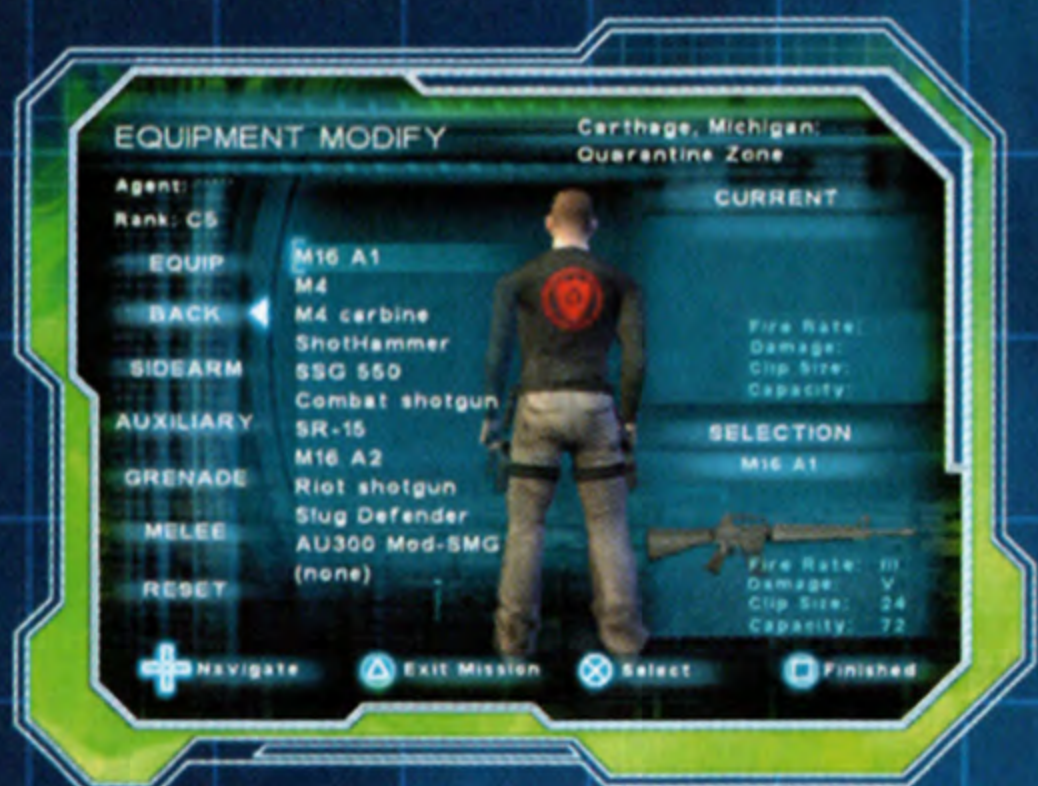 EQUIPMENT MODIFY
Carthage, Michigan:
Quarantine Zone
Agent:
Rank: C5
CURRENT
EQUIP
BACK
SIDEARM
AUXILIARY
GRENADE
MELEE
RESET
M16 A1
M4
M4 carbine
ShotHammer
SSG 550
Combat shotgun
SR-15
M16 A2
Riot shotgun
Slug Defender
AU300 Mod-SMG
(none)
Fire Rate:
Damage:
Clip Size:
Capacity:
SELECTION
M16 A1
Fire Rate: III
Damage: V
Clip Size: 24
Capacity: 72
Navigate
Exit Mission
Select
Finished